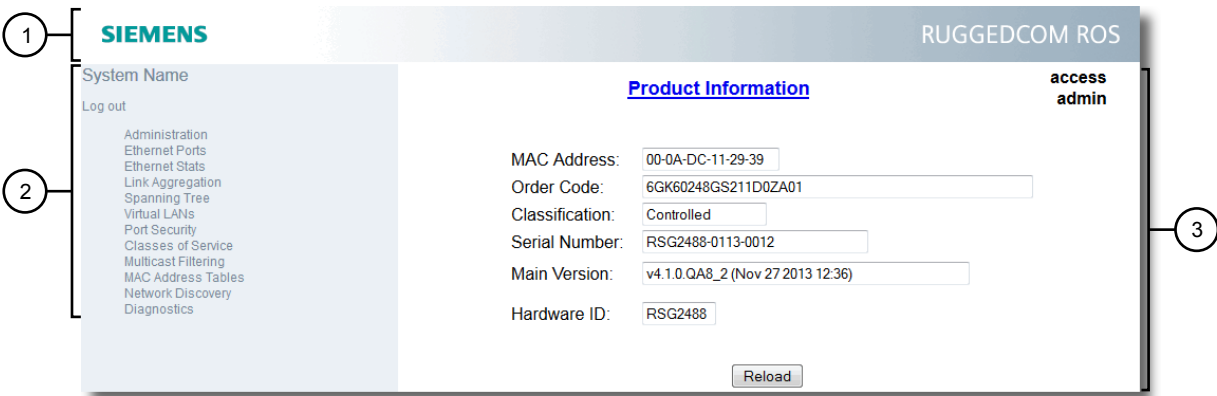 1
SIEMENS
RUGGEDCOM ROS
2
System Name
Log out
Administration
Ethernet Ports
Ethernet Stats
Link Aggregation
Spanning Tree
Virtual LANs
Port Security
Classes of Service
Multicast Filtering
MAC Address Tables
Network Discovery
Diagnostics
Product Information
access
admin
MAC Address: 00-0A-DC-11-29-39
Order Code: 6GK60248GS211D0ZA01
Classification: Controlled
Serial Number: RSG2488-0113-0012
Main Version: v4.1.0.QA8_2 (Nov 27 2013 12:36)
Hardware ID: RSG2488
Reload
3